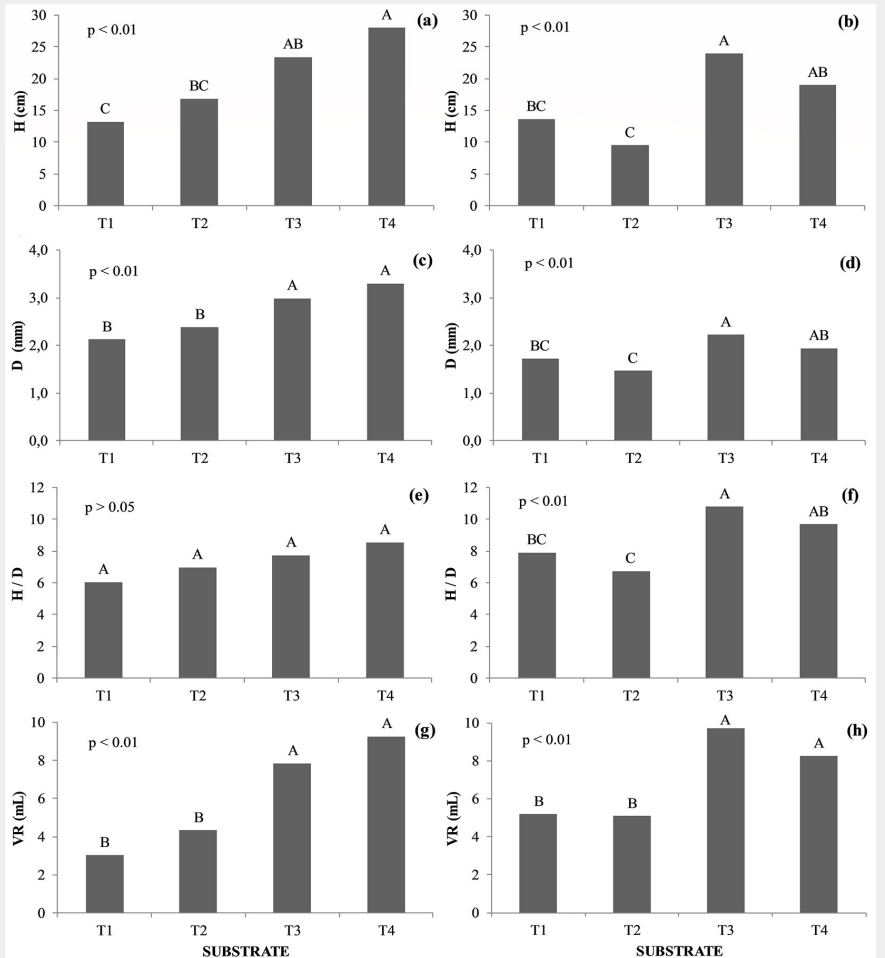 (a)
p < 0.01
H (cm)
30
25
20
15
10
5
0
C
BC
AB
A
T1 T2 T3 T4
(b)
p < 0.01
H (cm)
30
25
20
15
10
5
0
BC
C
A
AB
T1 T2 T3 T4
(c)
p < 0.01
D (mm)
4,0
3,0
2,0
1,0
0,0
B
B
A
A
T1 T2 T3 T4
(d)
p < 0.01
D (mm)
4,0
3,0
2,0
1,0
0,0
BC
C
A
AB
T1 T2 T3 T4
(e)
p > 0.05
H / D
12
10
8
6
4
2
0
A
A
A
A
T1 T2 T3 T4
(f)
p < 0.01
H / D
12
10
8
6
4
2
0
BC
C
A
AB
T1 T2 T3 T4
(g)
p < 0.01
VR (mL)
10
8
6
4
2
0
B
B
A
A
T1 T2 T3 T4
SUBSTRATE
(h)
p < 0.01
VR (mL)
10
8
6
4
2
0
B
B
A
A
T1 T2 T3 T4
SUBSTRATE